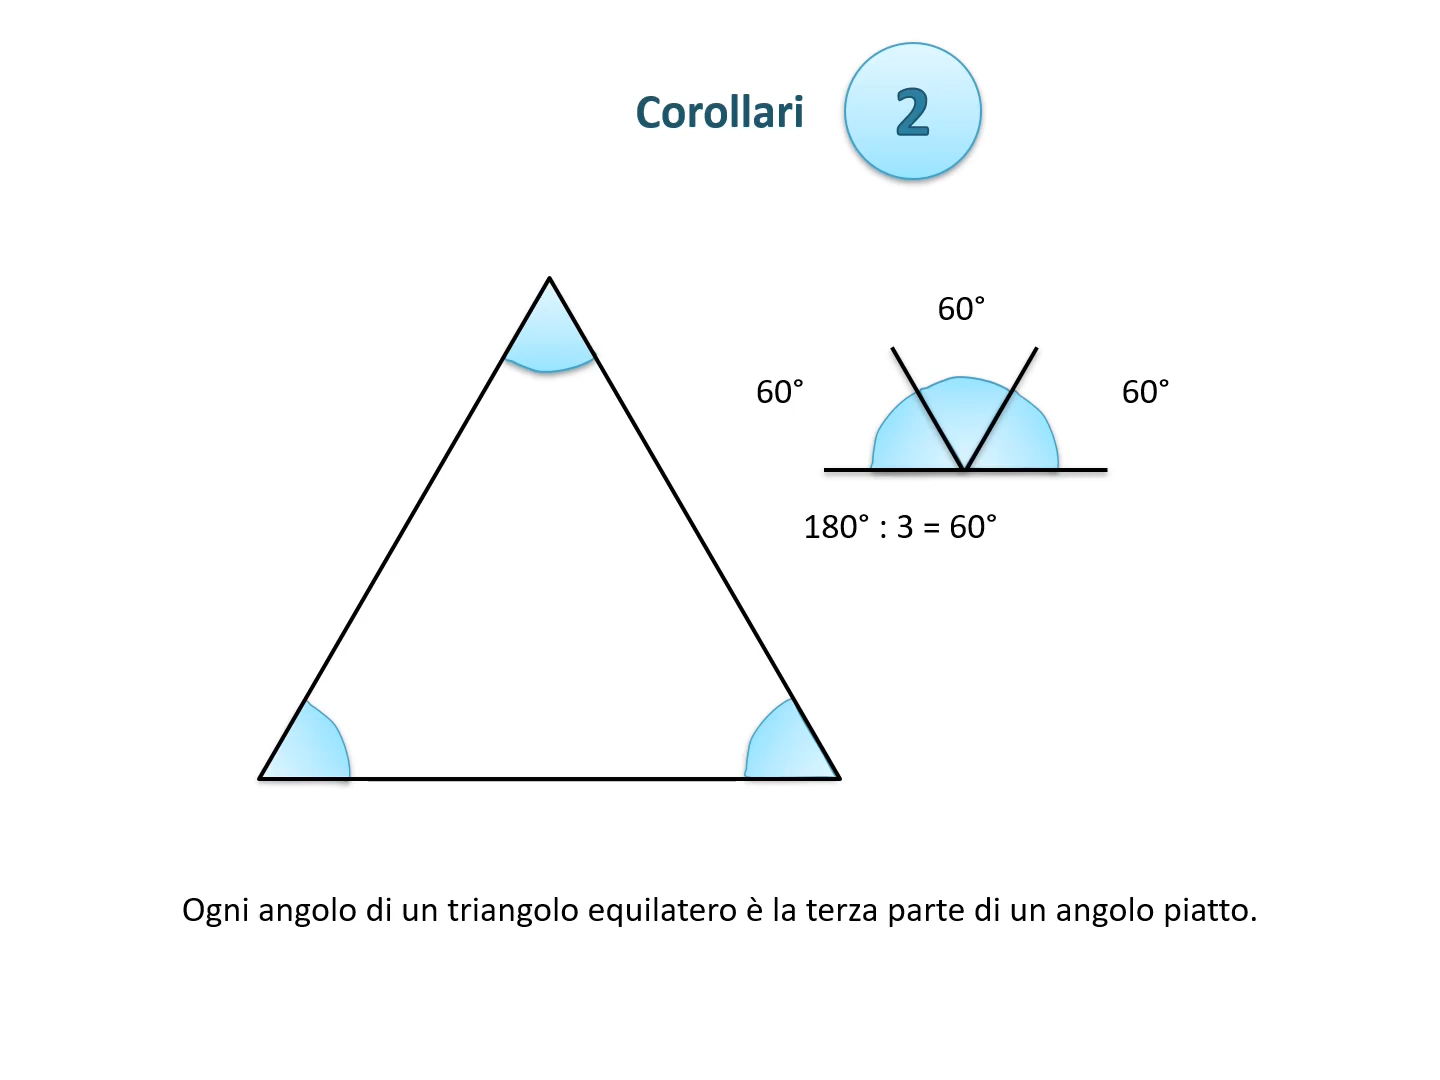 Corollari 2
60°
60°
60°
180° : 3 = 60°
Ogni angolo di un triangolo equilatero è la terza parte di un angolo piatto.